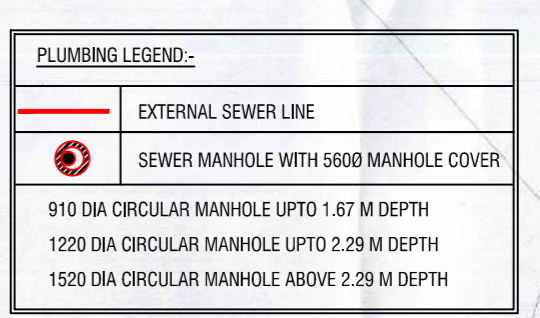 PLUMBING LEGEND:-
EXTERNAL SEWER LINE
SEWER MANHOLE WITH 560Ø MANHOLE COVER
910 DIA CIRCULAR MANHOLE UPTO 1.67 M DEPTH
1220 DIA CIRCULAR MANHOLE UPTO 2.29 M DEPTH
1520 DIA CIRCULAR MANHOLE ABOVE 2.29 M DEPTH